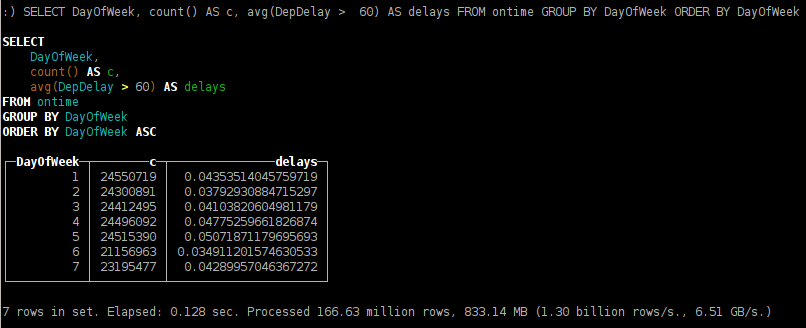 :) SELECT DayOfWeek, count() AS c, avg(DepDelay >  60) AS delays FROM ontime GROUP BY DayOfWeek ORDER BY DayOfWeek
SELECT
    DayOfWeek,
    count() AS c,
    avg(DepDelay > 60) AS delays
FROM ontime
GROUP BY DayOfWeek
ORDER BY DayOfWeek ASC
DayOfWeek c delays
1 24550719 0.04353514045759719
2 24300891 0.03792930884715297
3 24412495 0.04103820604981179
4 24496092 0.04775259661826874
5 24515390 0.05071871179695693
6 21156963 0.034911201574630533
7 23195477 0.04289957046367272
7 rows in set. Elapsed: 0.128 sec. Processed 166.63 million rows, 833.14 MB (1.30 billion rows/s., 6.51 GB/s.)